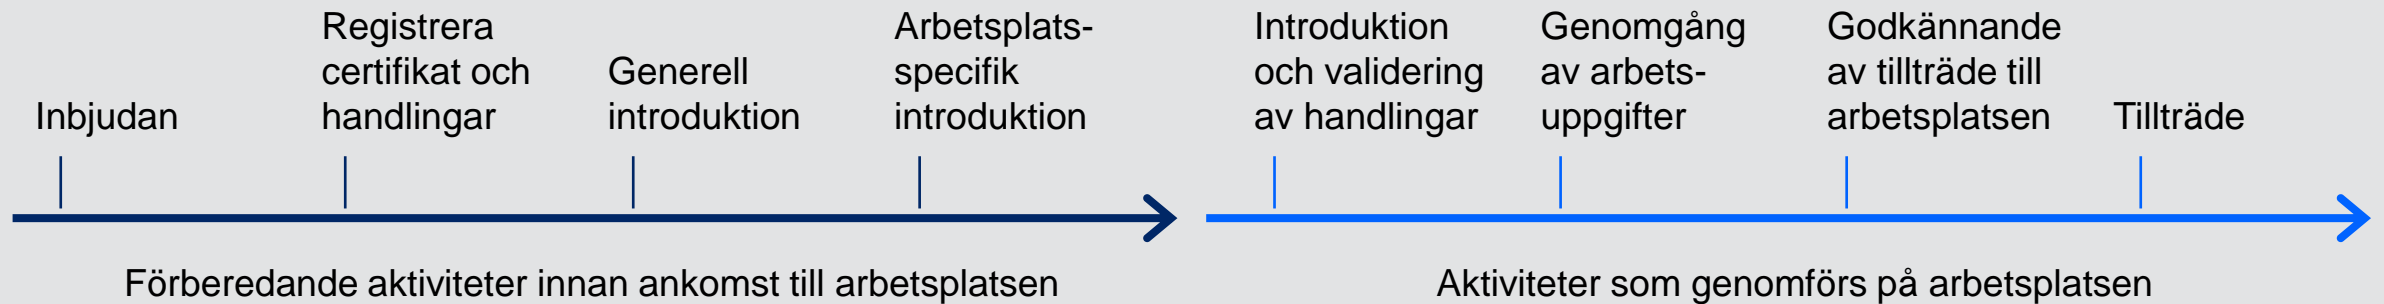 Inbjudan
Registrera
certifikat och
handlingar
Generell
introduktion
Arbetsplats-
specifik
introduktion
Introduktion
och validering
av handlingar
Genomgång
av arbets-
uppgifter
Godkännande
av tillträde till
arbetsplatsen
Tillträde
Förberedande aktiviteter innan ankomst till arbetsplatsen
Aktiviteter som genomförs på arbetsplatsen